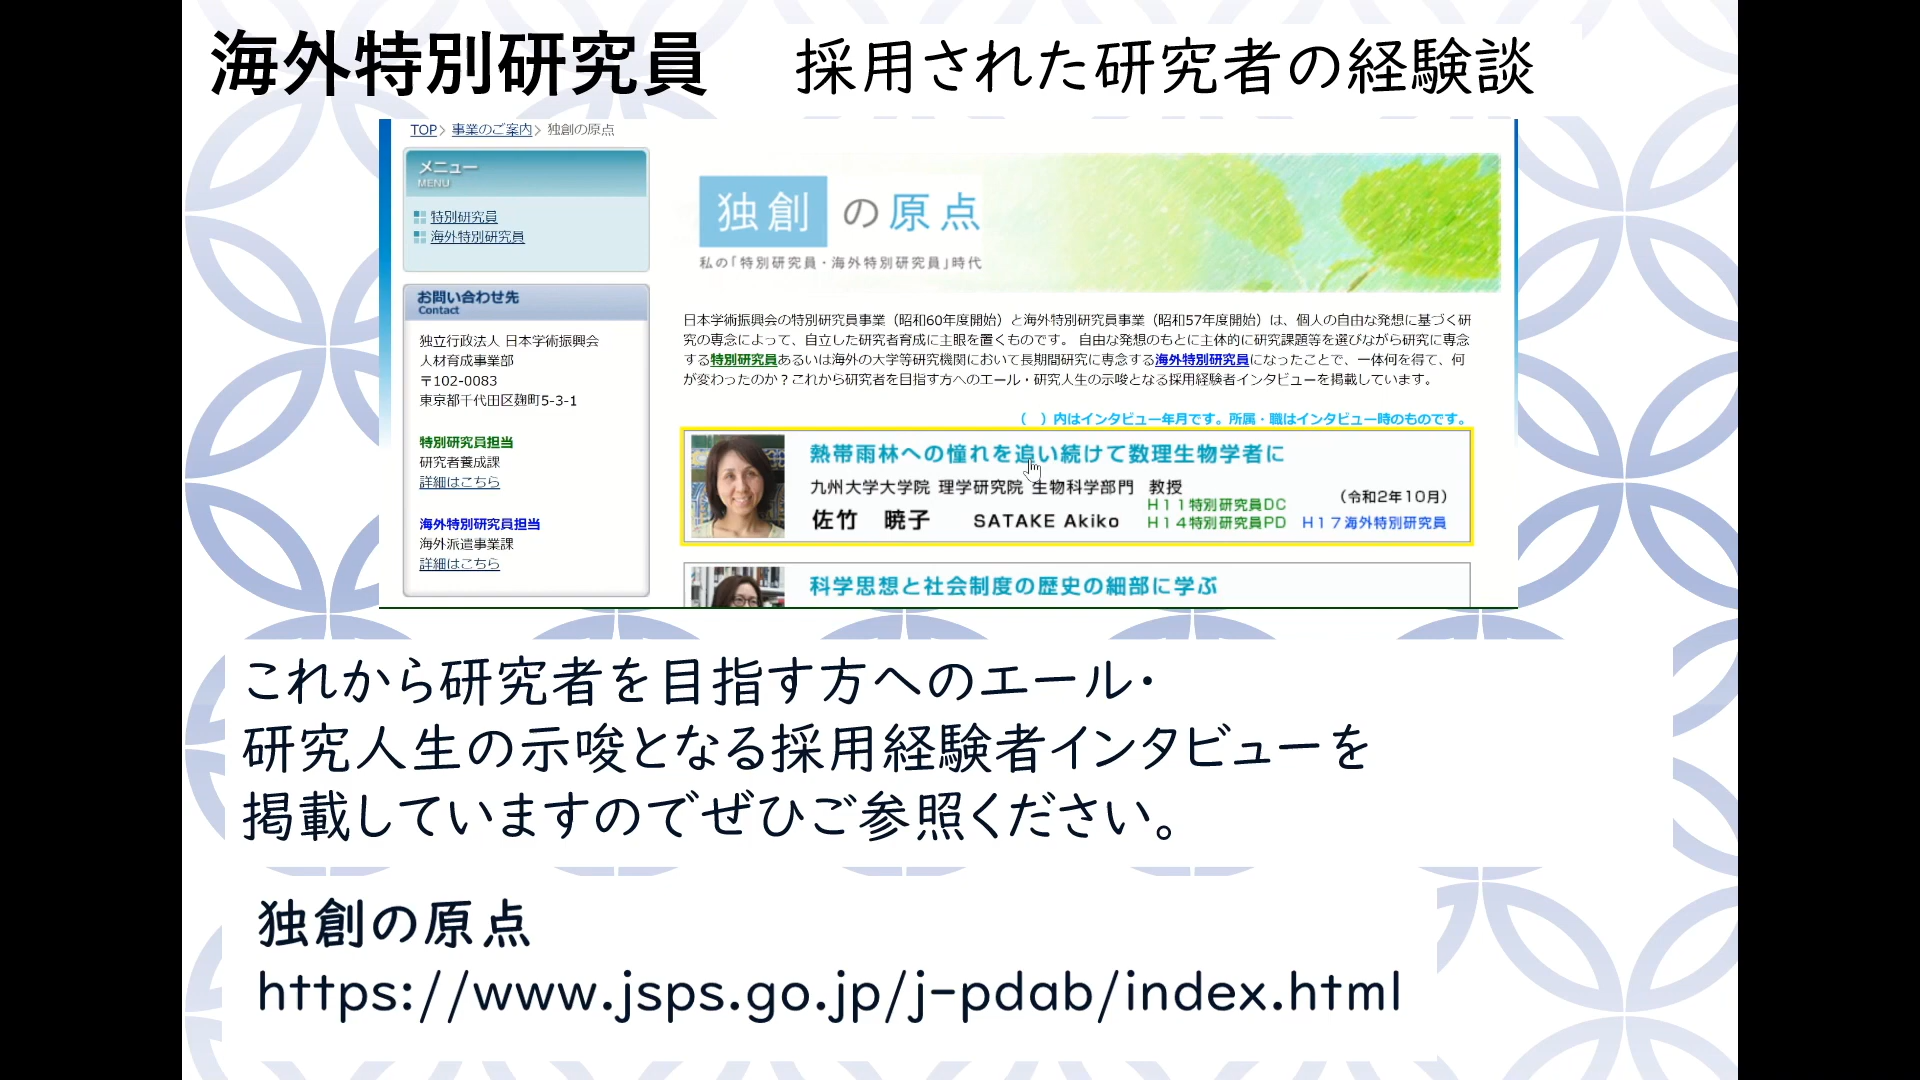 海外特別研究員 採用された研究者の経験談
TOP> 事業のご案内> 独創の原点
メニュー
MENU
特別研究員
海外特別研究員
お問い合わせ先
Contact
独立行政法人 日本学術振興会
人材育成事業部
〒102-0083
東京都千代田区麹町5-3-1
特別研究員担当
研究者養成課
詳細はこちら
海外特別研究員担当
海外派遣事業課
詳細はこちら
独創の原点
私の「特別研究員・海外特別研究員」時代
日本学術振興会の特別研究員事業（昭和60年度開始）と海外特別研究員事業（昭和57年度開始）は、個人の自由な発想に基づく研
究の専念によって、自立した研究者育成に主眼を置くものです。 自由な発想のもとに主体的に研究課題等を選びながら研究に専念
する特別研究員あるいは海外の大学等研究機関において長期間研究に専念する海外特別研究員になったことで、一体何を得て、何
が変わったのか？これから研究者を目指す方へのエール・研究人生の示唆となる採用経験者インタビューを掲載しています。
（　）内はインタビュー年月です。所属・職はインタビュー時のものです。
熱帯雨林への憧れを追い続けて数理生物学者に
九州大学大学院 理学研究院 生物科学部門 教授
（令和2年10月）
佐竹 暁子 SATAKE Akiko
H11特別研究員DC
H14特別研究員PD H17海外特別研究員
科学思想と社会制度の歴史の細部に学ぶ
これから研究者を目指す方へのエール・
研究人生の示唆となる採用経験者インタビューを
掲載していますのでぜひご参照ください。
独創の原点
https://www.jsps.go.jp/j-pdab/index.html